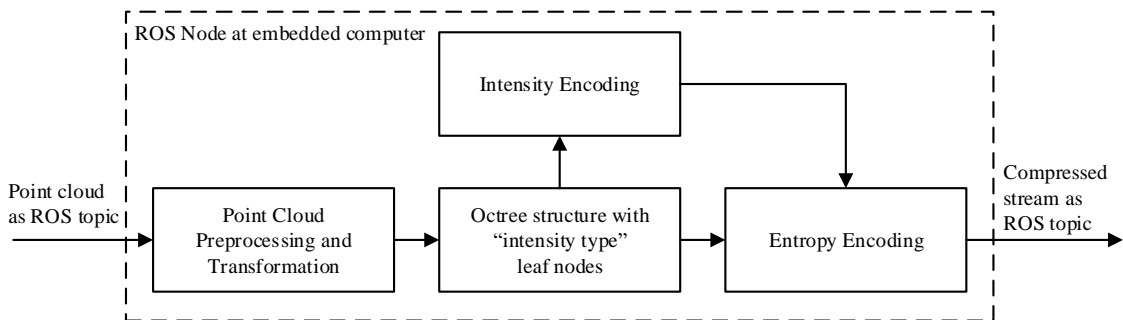 ROS Node at embedded computer
Intensity Encoding
Point cloud
as ROS topic
Point Cloud
Preprocessing and
Transformation
Octree structure with
“intensity type”
leaf nodes
Entropy Encoding
Compressed
stream as
ROS topic